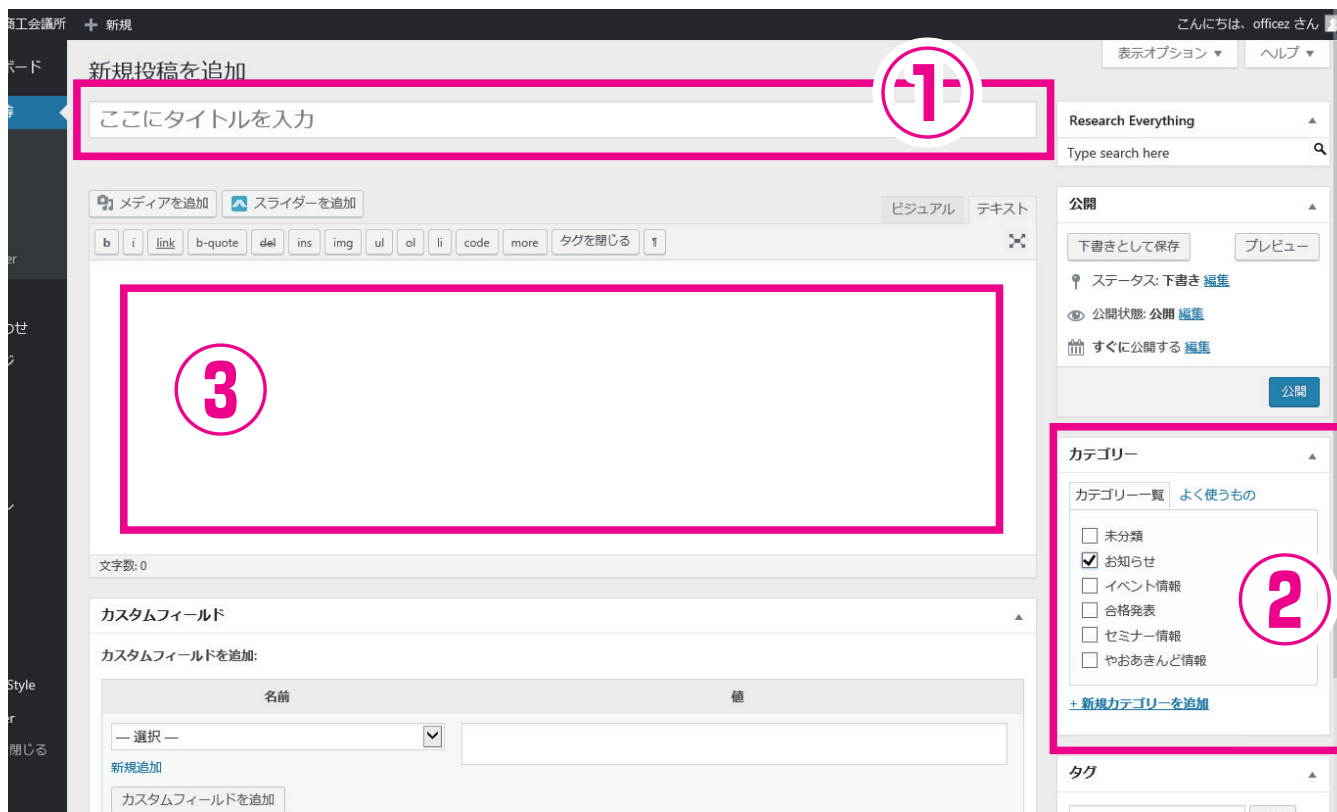 商工会議所 ＋ 新規 こんにちは、officez さん
表示オプション ▼ ヘルプ ▼
ボード
新規投稿を追加
①
ここにタイトルを入力
Research Everything
Type search here
メディアを追加 スライダーを追加
ビジュアル テキスト
b i link b-quote del ins img ul ol li code more タグを閉じる ¶
er
わせ
ジ
③
文字数: 0
公開
下書きとして保存 プレビュー
ステータス: 下書き 編集
公開状態: 公開 編集
すぐに公開する 編集
公開
カテゴリー
カテゴリー一覧 よく使うもの
未分類
お知らせ
イベント情報
合格発表
セミナー情報
やおあきんど情報
②
+ 新規カテゴリーを追加
カスタムフィールド
カスタムフィールドを追加:
名前 値
— 選択 —
新規追加
カスタムフィールドを追加
Style
er
閉じる
タグ